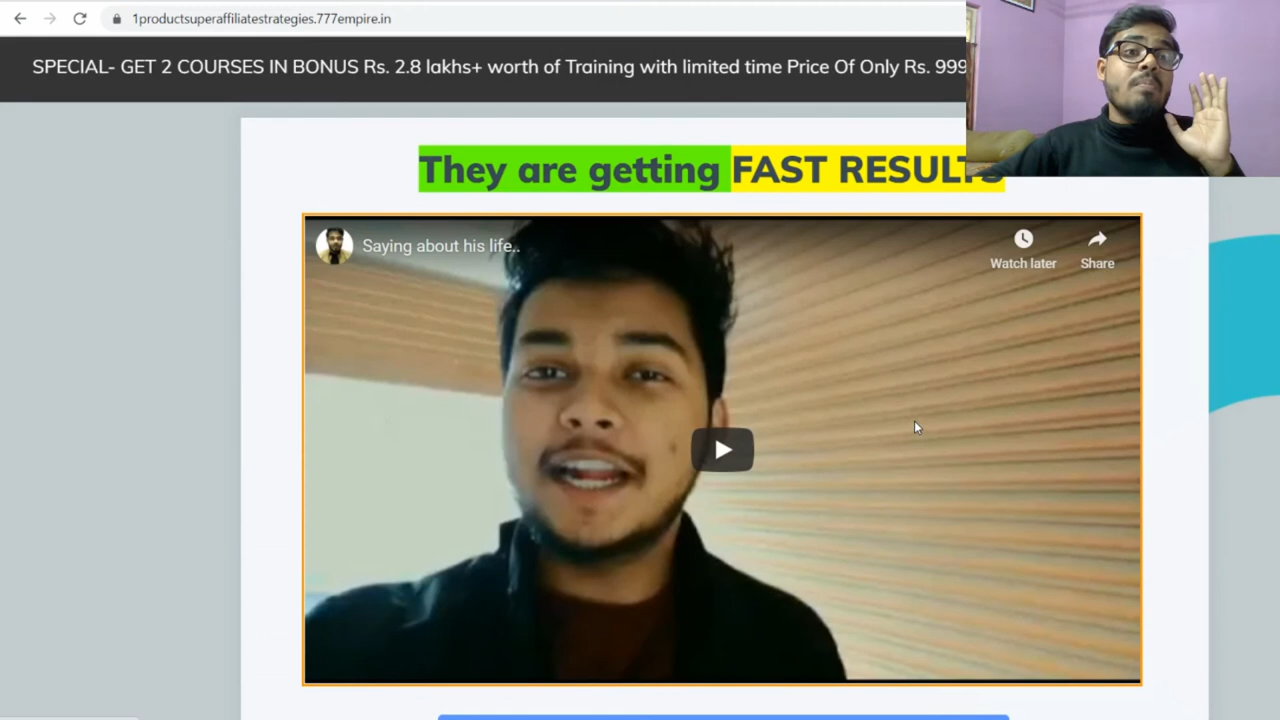 1productsuperaffiliatestrategies.777empire.in
SPECIAL- GET 2 COURSES IN BONUS Rs. 2.8 lakhs+ worth of Training with limited time Price Of Only Rs. 999
They are getting FAST RESULTS
Saying about his life..
Watch later
Share